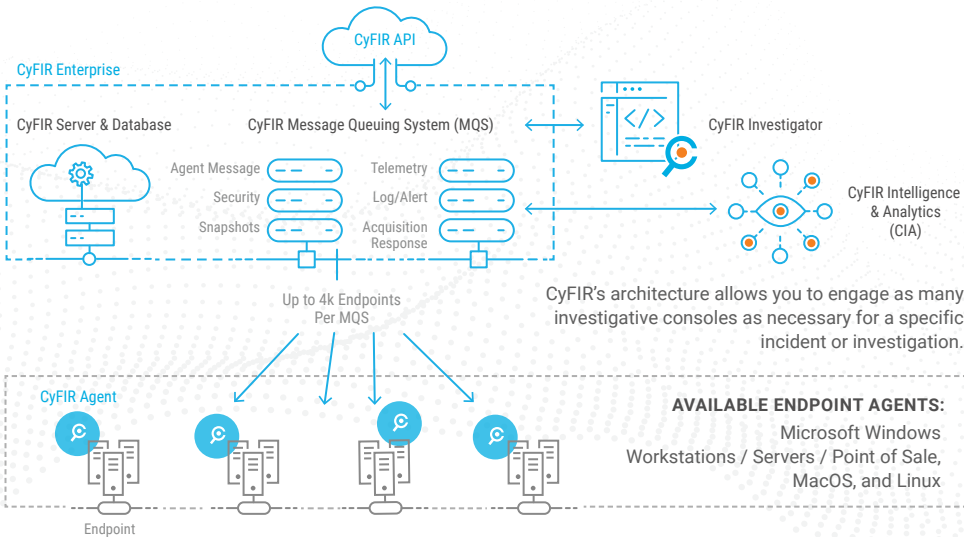 CyFIR API
CyFIR Enterprise
CyFIR Server & Database
CyFIR Message Queuing System (MQS)
Agent Message
Security
Snapshots
Telemetry
Log/Alert
Acquisition
Response
</>
CyFIR Investigator
CyFIR Intelligence
& Analytics
(CIA)
Up to 4k Endpoints
Per MQS
CyFIR's architecture allows you to engage as many
investigative consoles as necessary for a specific
incident or investigation.
CyFIR Agent
Endpoint
AVAILABLE ENDPOINT AGENTS:
Microsoft Windows
Workstations / Servers / Point of Sale,
MacOS, and Linux